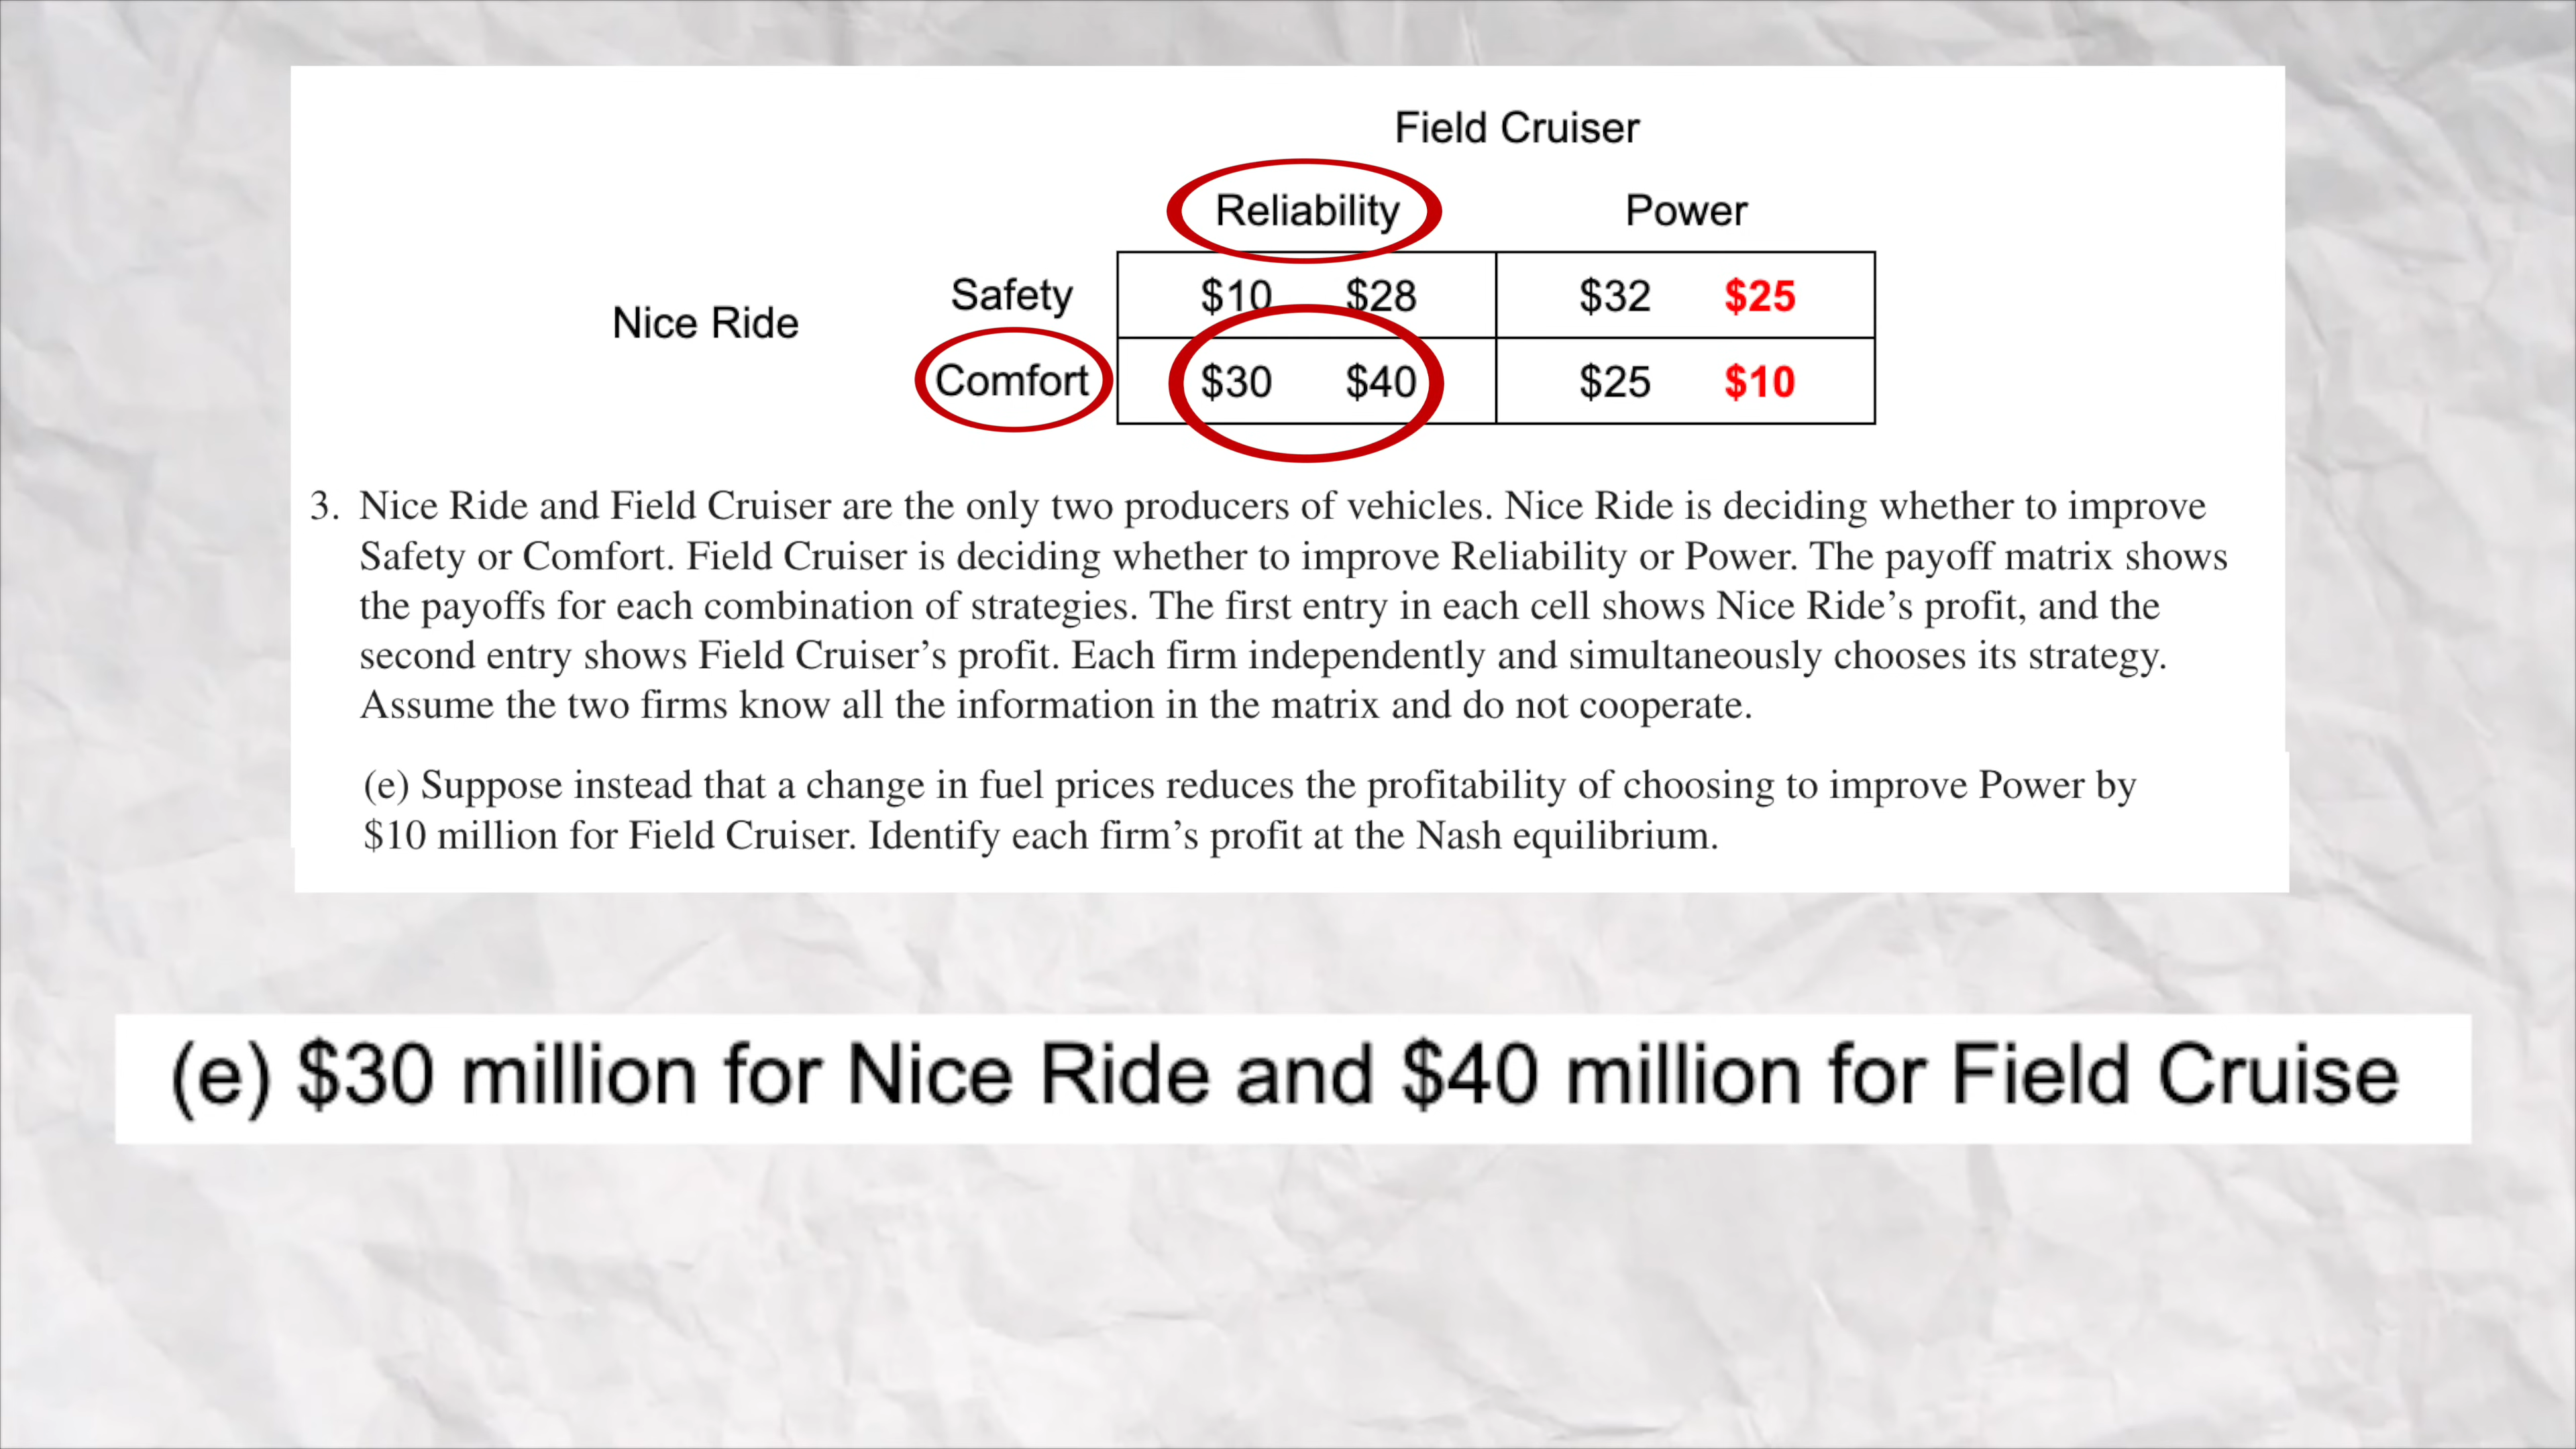 Field Cruiser
Reliability Power
Nice Ride
Safety $10 $28 $32 $25
Comfort $30 $40 $25 $10
3. Nice Ride and Field Cruiser are the only two producers of vehicles. Nice Ride is deciding whether to improve
Safety or Comfort. Field Cruiser is deciding whether to improve Reliability or Power. The payoff matrix shows
the payoffs for each combination of strategies. The first entry in each cell shows Nice Ride's profit, and the
second entry shows Field Cruiser's profit. Each firm independently and simultaneously chooses its strategy.
Assume the two firms know all the information in the matrix and do not cooperate.
(e) Suppose instead that a change in fuel prices reduces the profitability of choosing to improve Power by
$10 million for Field Cruiser. Identify each firm's profit at the Nash equilibrium.
(e) $30 million for Nice Ride and $40 million for Field Cruise